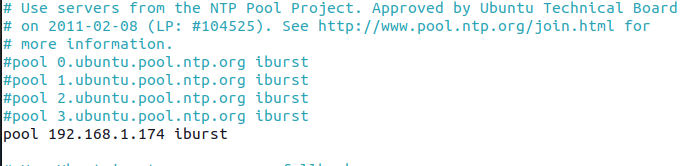 # Use servers from the NTP Pool Project. Approved by Ubuntu Technical Board
# on 2011-02-08 (LP: #104525). See http://www.pool.ntp.org/join.html for
# more information.
#pool 0.ubuntu.pool.ntp.org iburst
#pool 1.ubuntu.pool.ntp.org iburst
#pool 2.ubuntu.pool.ntp.org iburst
#pool 3.ubuntu.pool.ntp.org iburst
pool 192.168.1.174 iburst